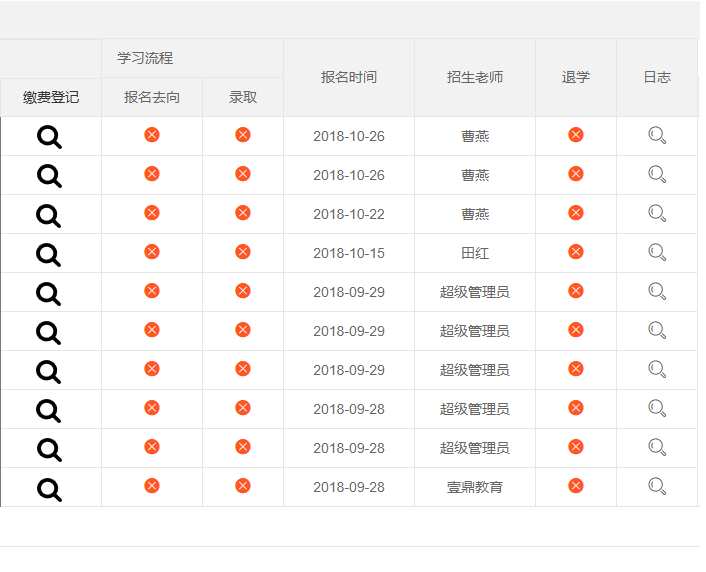 学习流程
报名时间 招生老师 退学 日志
缴费登记 报名去向 录取
2018-10-26 曹燕
2018-10-26 曹燕
2018-10-22 曹燕
2018-10-15 田红
2018-09-29 超级管理员
2018-09-29 超级管理员
2018-09-29 超级管理员
2018-09-28 超级管理员
2018-09-28 超级管理员
2018-09-28 壹鼎教育